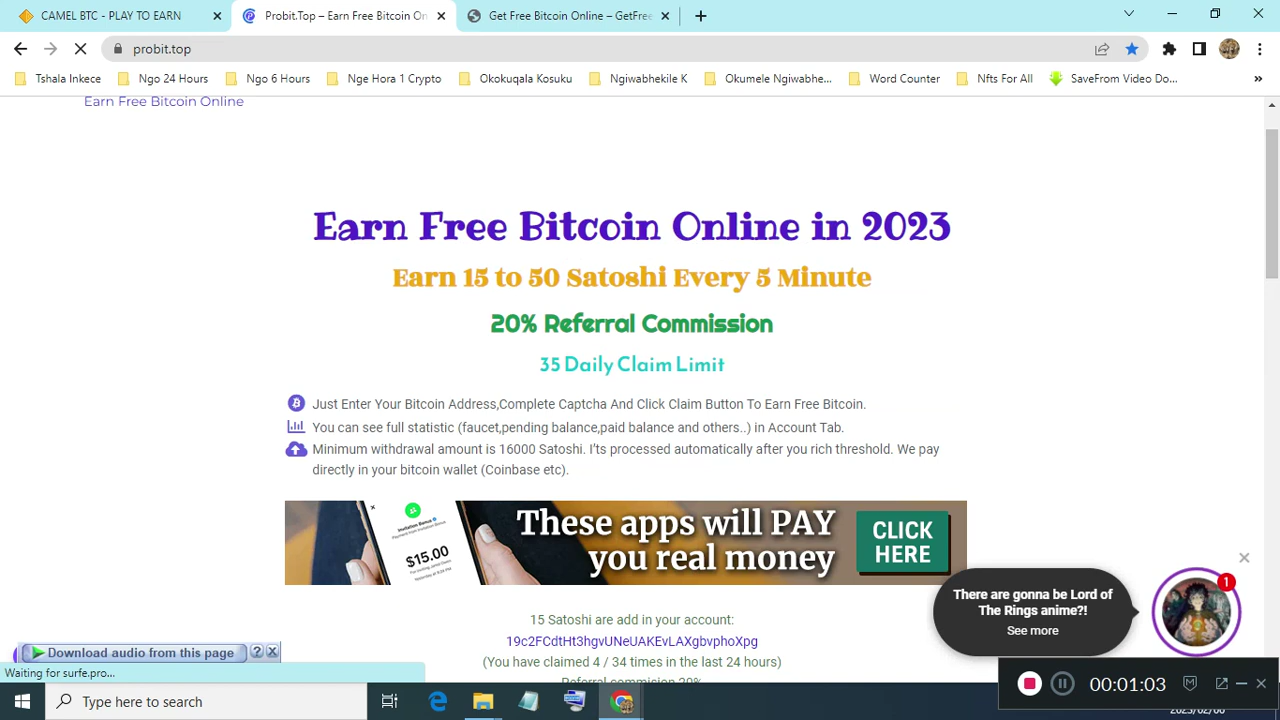 CAMEL BTC - PLAY TO EARN
Probit.Top – Earn Free Bitcoin On
Get Free Bitcoin Online – GetFree
probit.top
Tshala Inkece
Ngo 24 Hours
Ngo 6 Hours
Nge Hora 1 Crypto
Okokuqala Kosuku
Ngiwabhekile K
Okumele Ngiwabhe...
Word Counter
Nfts For All
SaveFrom Video Do...
Earn Free Bitcoin Online
Earn Free Bitcoin Online in 2023
Earn 15 to 50 Satoshi Every 5 Minute
20% Referral Commission
35 Daily Claim Limit
Just Enter Your Bitcoin Address,Complete Captcha And Click Claim Button To Earn Free Bitcoin.
You can see full statistic (faucet,pending balance,paid balance and others..) in Account Tab.
Minimum withdrawal amount is 16000 Satoshi. I'ts processed automatically after you rich threshold. We pay
directly in your bitcoin wallet (Coinbase etc).
Invitation Bonus
$15.00
These apps will PAY
you real money
CLICK
HERE
15 Satoshi are add in your account:
19c2FCdtHt3hgvUNeUAKEvLAXgbvphoXpg
(You have claimed 4 / 34 times in the last 24 hours)
Referral commision 20%
There are gonna be Lord of
The Rings anime?!
See more
1
Download audio from this page
Waiting for surfe.pro...
00:01:03
Type here to search